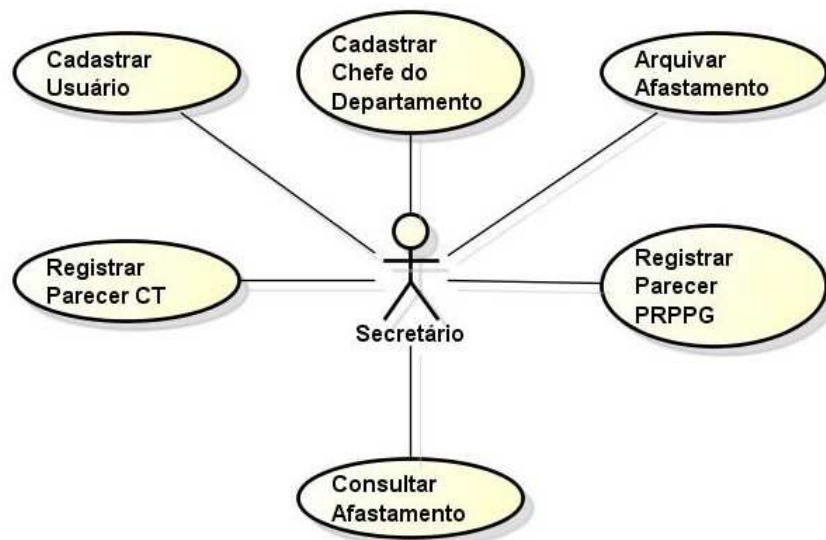 Cadastrar
Usuário
Cadastrar
Chefe do
Departamento
Arquivar
Afastamento
Registrar
Parecer CT
Secretário
Registrar
Parecer
PRPPG
Consultar
Afastamento